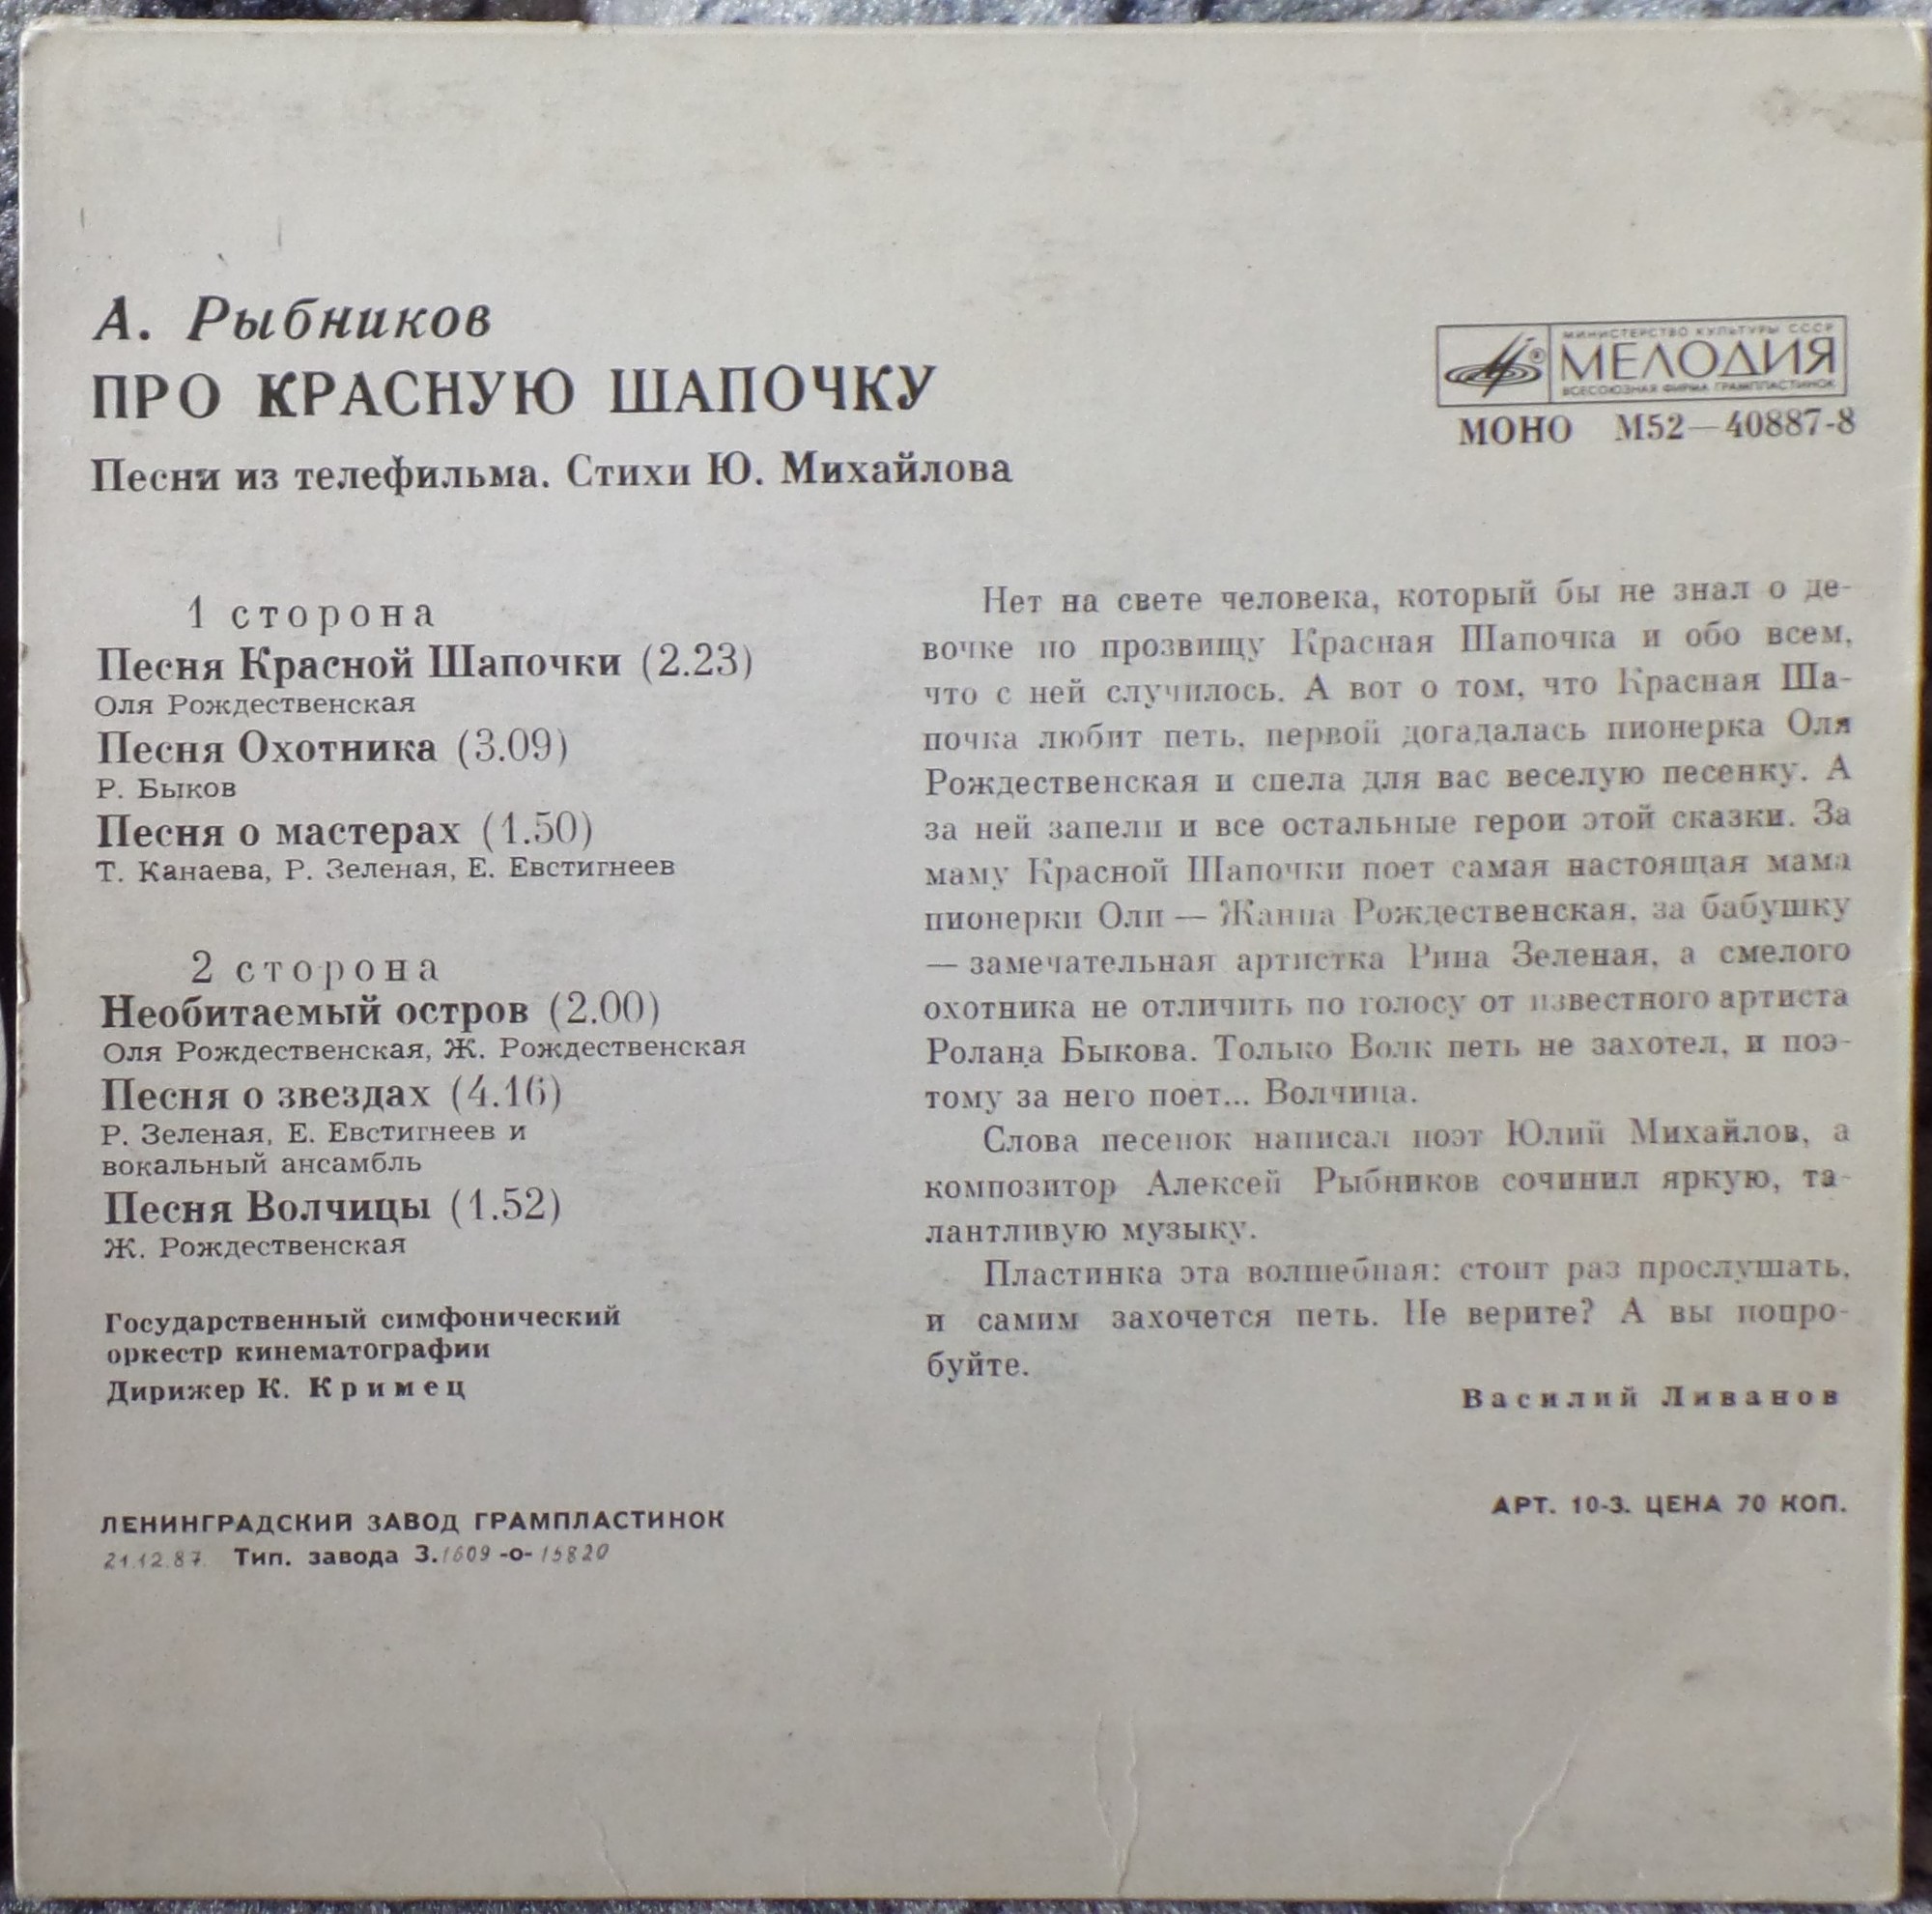 А. Рыбников
ПРО КРАСНУЮ ШАПОЧКУ
Песни из телефильма. Стихи Ю. Михайлова
МИНИСТЕРСТВО КУЛЬТУРЫ СССР
МЕЛОДИЯ
ВСЕСОЮЗНАЯ ФИРМА ГРАМПЛАСТИНОК
МОНО М52—40887-8
1 сторона
Песня Красной Шапочки (2.23)
Оля Рождественская
Песня Охотника (3.09)
Р. Быков
Песня о мастерах (1.50)
Т. Канаева, Р. Зеленая, Е. Евстигнеев
2 сторона
Необитаемый остров (2.00)
Оля Рождественская, Ж. Рождественская
Песня о звездах (4.16)
Р. Зеленая, Е. Евстигнеев и
вокальный ансамбль
Песня Волчицы (1.52)
Ж. Рождественская
Государственный симфонический
оркестр кинематографии
Дирижер К. Кримец
Нет на свете человека, который бы не знал о де-
вочке по прозвищу Красная Шапочка и обо всем,
что с ней случилось. А вот о том, что Красная Ша-
почка любит петь, первой догадалась пионерка Оля
Рождественская и спела для вас веселую песенку. А
за ней запели и все остальные герои этой сказки. За
маму Красной Шапочки поет самая настоящая мама
пионерки Оли — Жанна Рождественская, за бабушку
— замечательная артистка Рина Зеленая, а смелого
охотника не отличить по голосу от известного артиста
Ролана Быкова. Только Волк петь не захотел, и поэ-
тому за него поет... Волчица.
Слова песенок написал поэт Юлий Михайлов, а
композитор Алексей Рыбников сочинил яркую, та-
лантливую музыку.
Пластинка эта волшебная: стоит раз прослушать,
и самим захочется петь. Не верите? А вы попро-
буйте.
Василий Ливанов
ЛЕНИНГРАДСКИЙ ЗАВОД ГРАМПЛАСТИНОК
21.12.87. Тип. завода З.1609 -о- 15820
АРТ. 10-3. ЦЕНА 70 КОП.